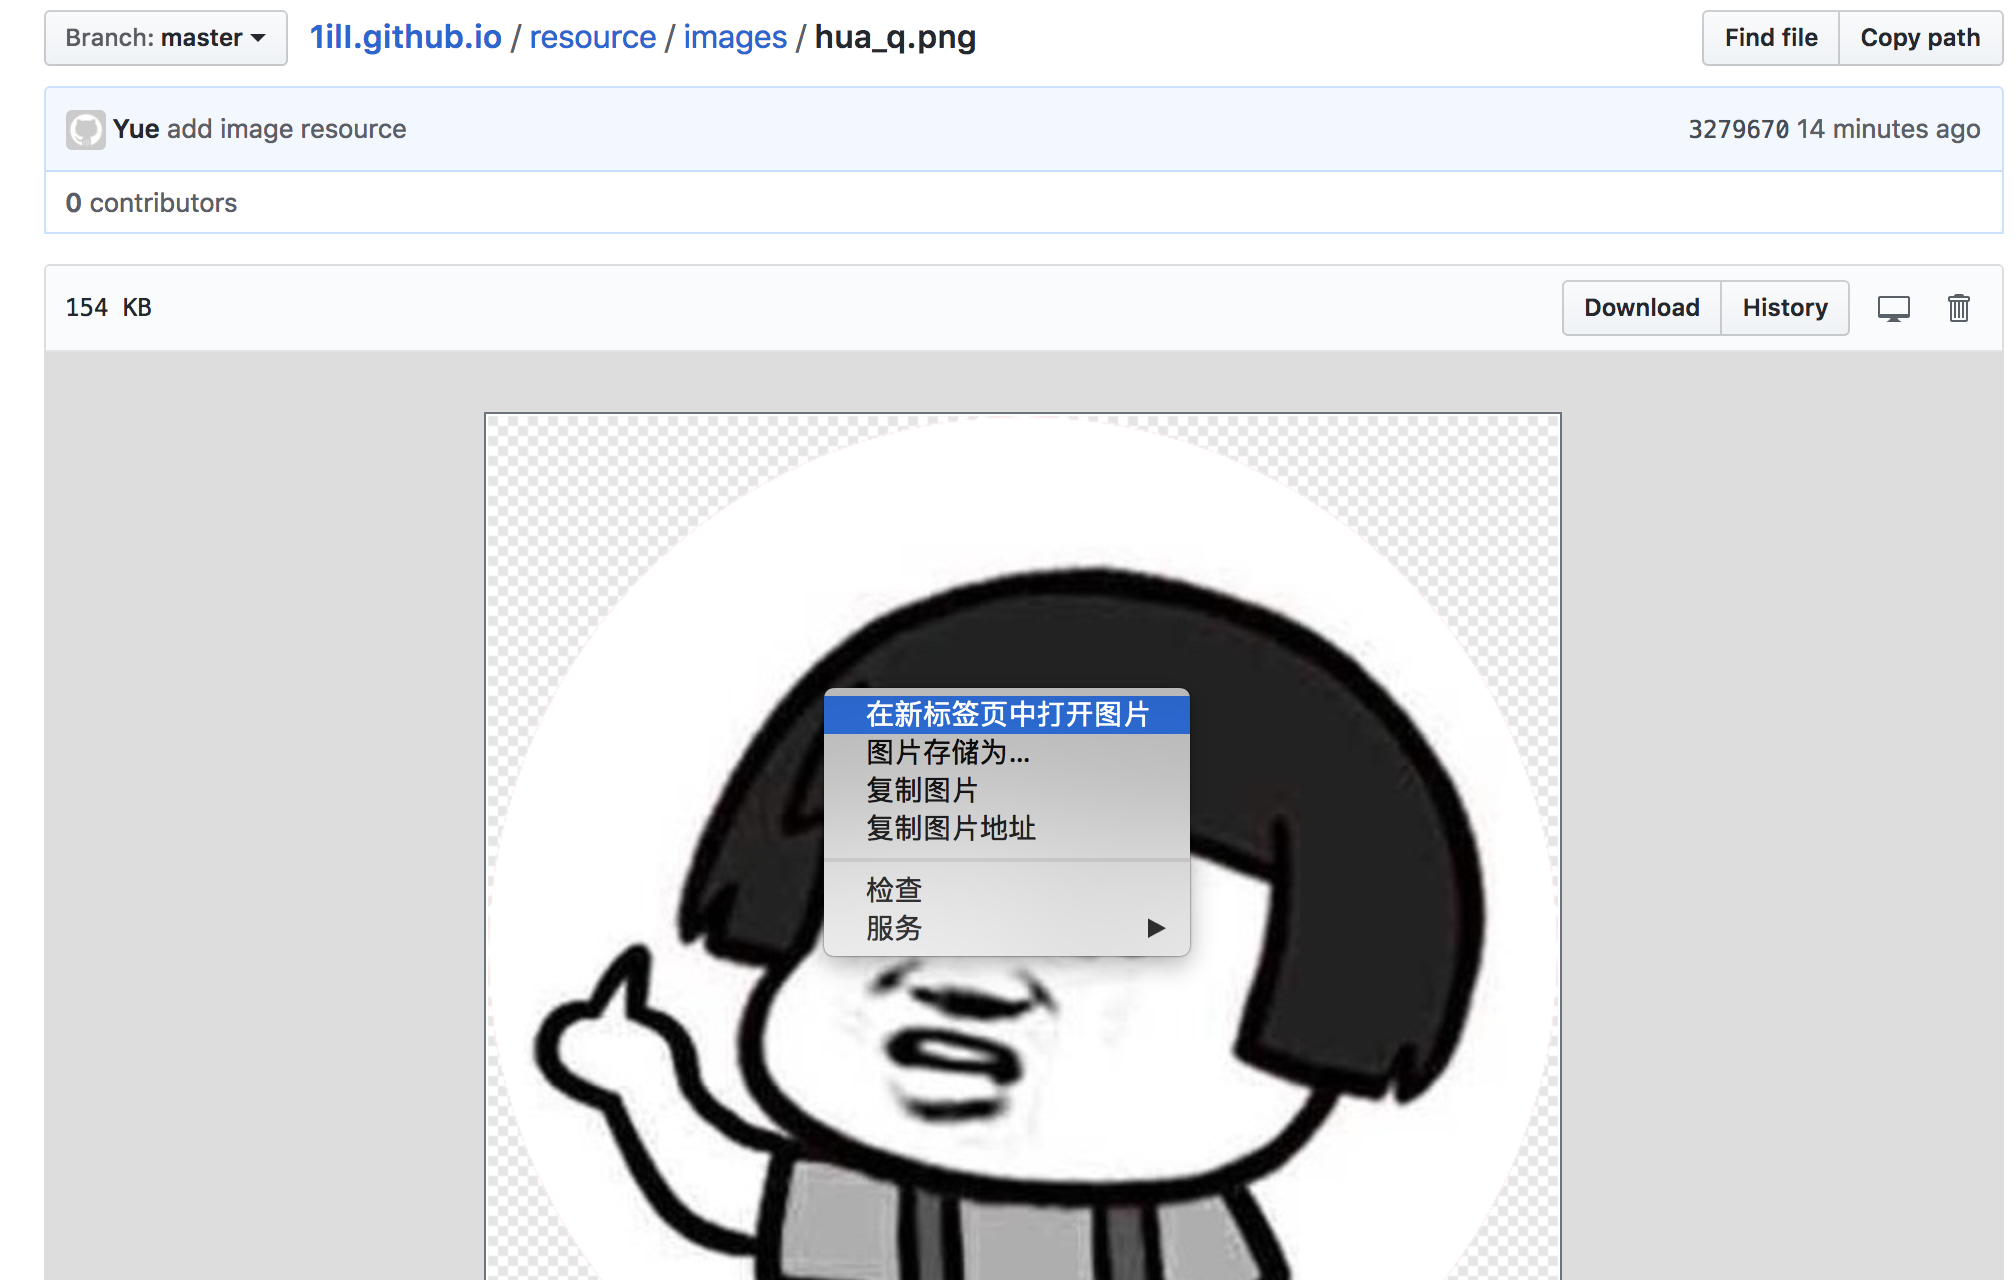 Branch: master 1ill.github.io / resource / images / hua_q.png Find file Copy path
Yue add image resource 3279670 14 minutes ago
0 contributors
154 KB Download History
在新标签页中打开图片
图片存储为...
复制图片
复制图片地址
检查
服务